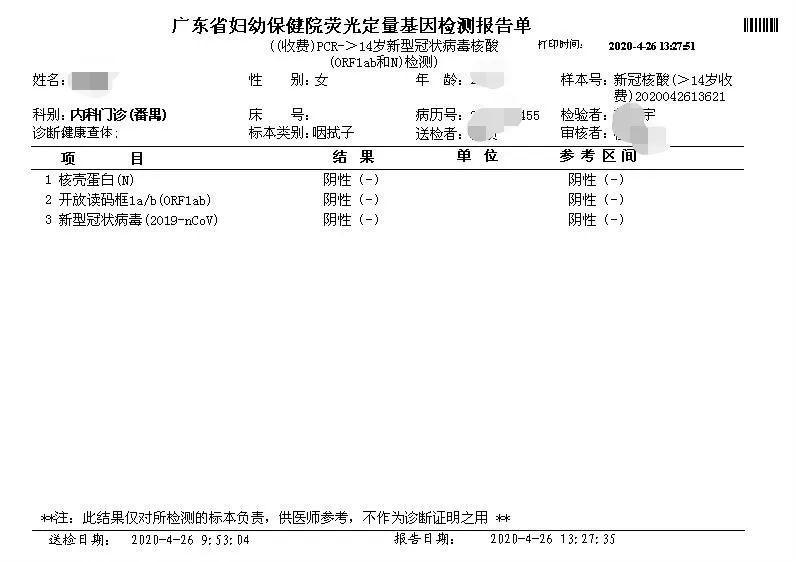 广东省妇幼保健院荧光定量基因检测报告单
((收费)PCR->14岁新型冠状病毒核酸 打印时间: 2020-4-26 13:27:51
(ORF1ab和N)检测)
姓名: 性 别:女 年 龄: 样本号:新冠核酸(>14岁收
费)2020042613621
科别:内科门诊(番禺) 床 号: 病历号: 455 检验者: 宇
诊断健康查体: 标本类别:咽拭子 送检者: 审核者:
项 目 结 果 单 位 参考区间
1 核壳蛋白(N) 阴性(-) 阴性(-)
2 开放读码框1a/b(ORF1ab) 阴性(-) 阴性(-)
3 新型冠状病毒(2019-nCoV) 阴性(-) 阴性(-)
**注: 此结果仅对所检测的标本负责, 供医师参考, 不作为诊断证明之用 **
送检日期: 2020-4-26 9:53:04 报告日期: 2020-4-26 13:27:35